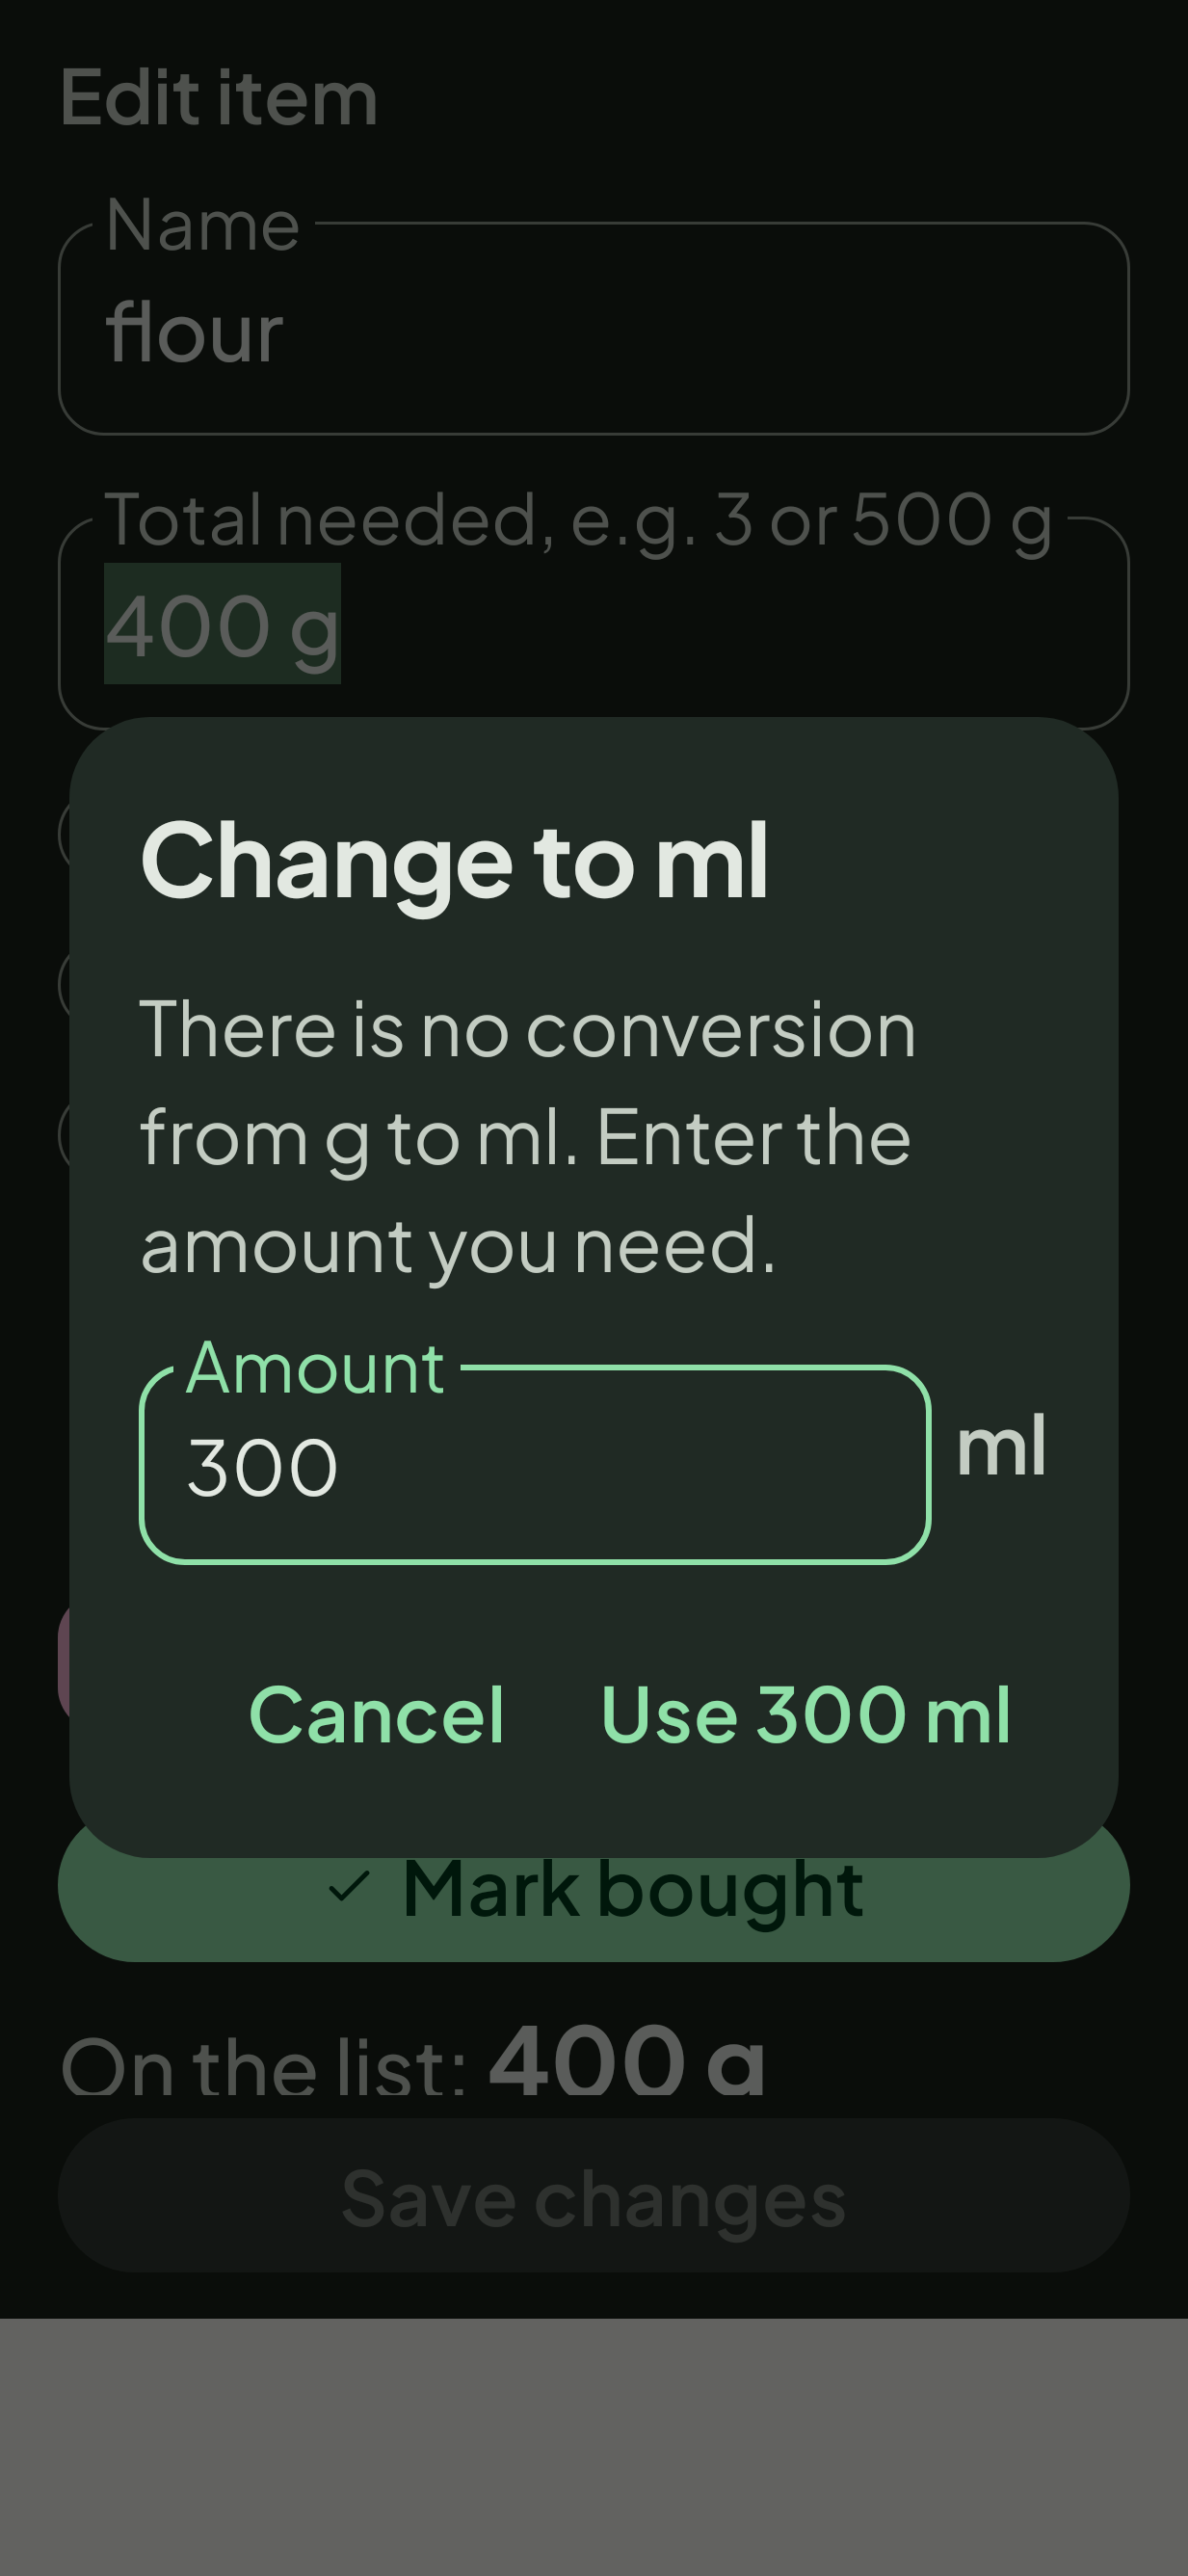 Edit item
Name
flour
Total needed, e.g. 3 or 500 g
400 g
Change to ml
There is no conversion
from g to ml. Enter the
amount you need.
Amount
300
ml
Cancel
Use 300 ml
Mark bought
On the list: 400 g
Save changes